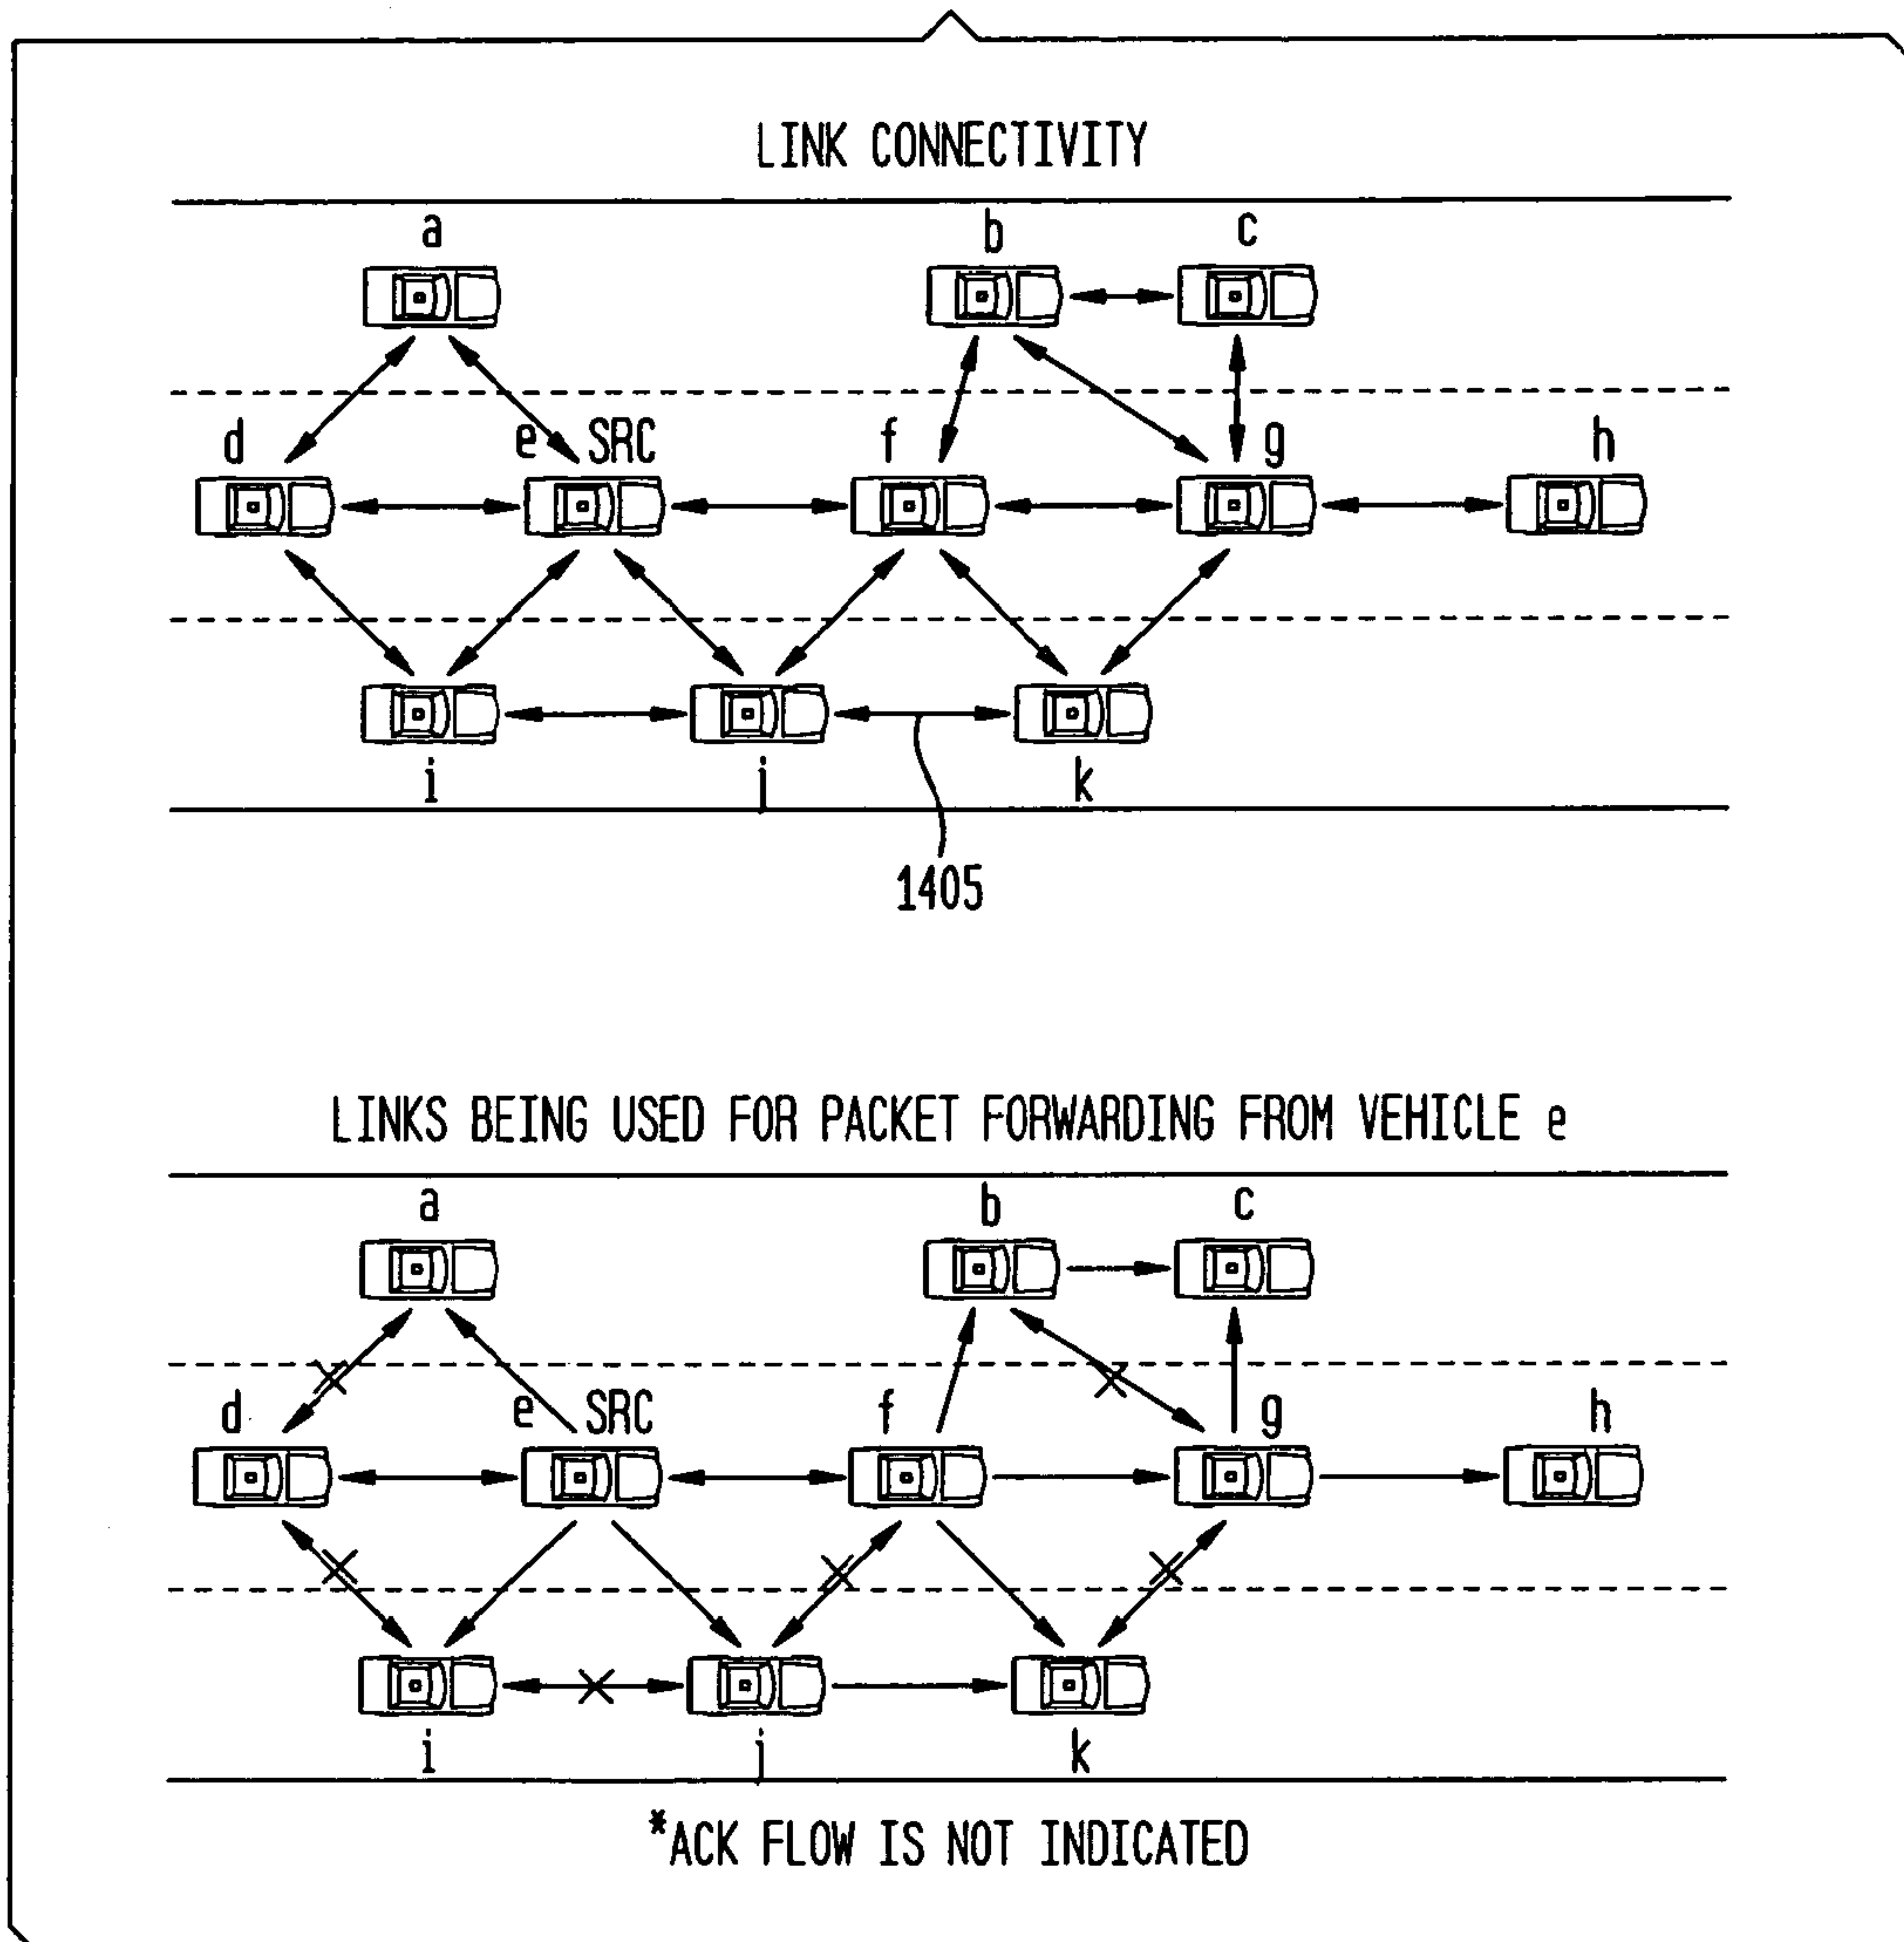 LINK CONNECTIVITY
a b c
d e SRC f g h
i j k
1405
LINKS BEING USED FOR PACKET FORWARDING FROM VEHICLE e
a b c
d e SRC f g h
i j k
*ACK FLOW IS NOT INDICATED